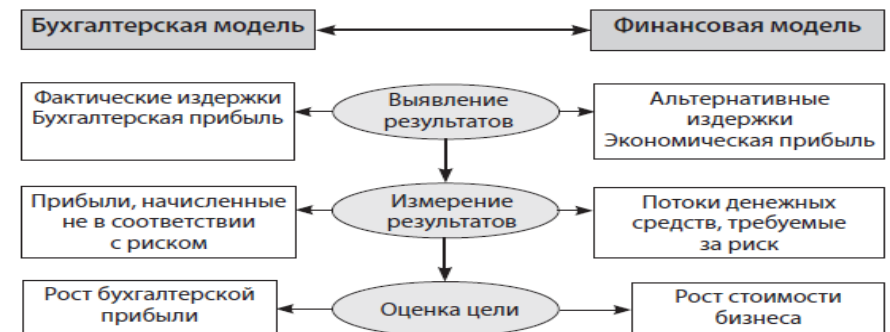 Бухгалтерская модель
Финансовая модель
Фактические издержки
Бухгалтерская прибыль
Выявление
результатов
Альтернативные
издержки
Экономическая прибыль
Прибыли, начисленные
не в соответствии
с риском
Измерение
результатов
Потоки денежных
средств, требуемые
за риск
Рост бухгалтерской
прибыли
Оценка цели
Рост стоимости
бизнеса